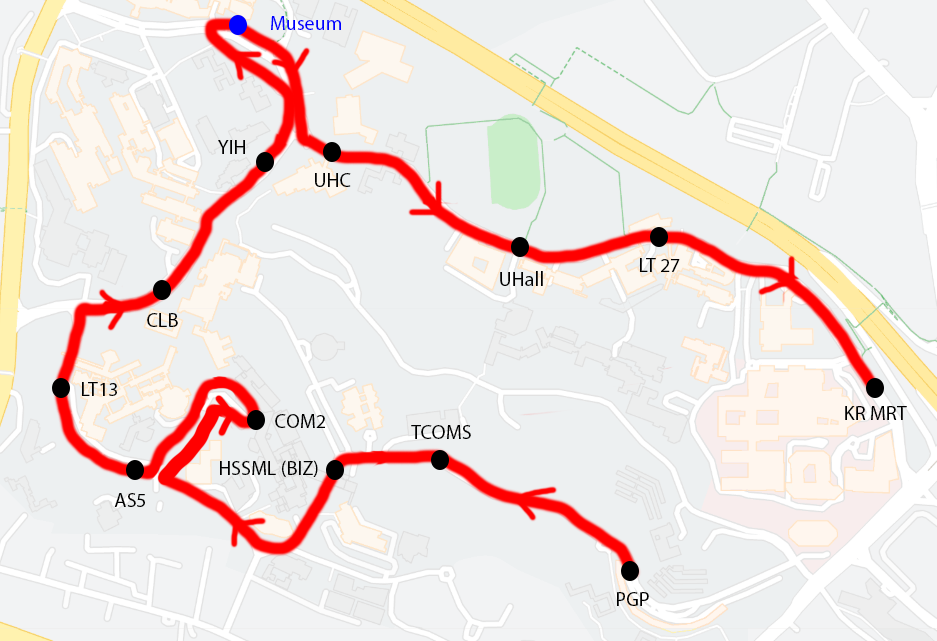 Museum
YIH
UHC
UHall
LT 27
CLB
LT13
COM2
KR MRT
TCOMS
HSSML (BIZ)
AS5
PGP